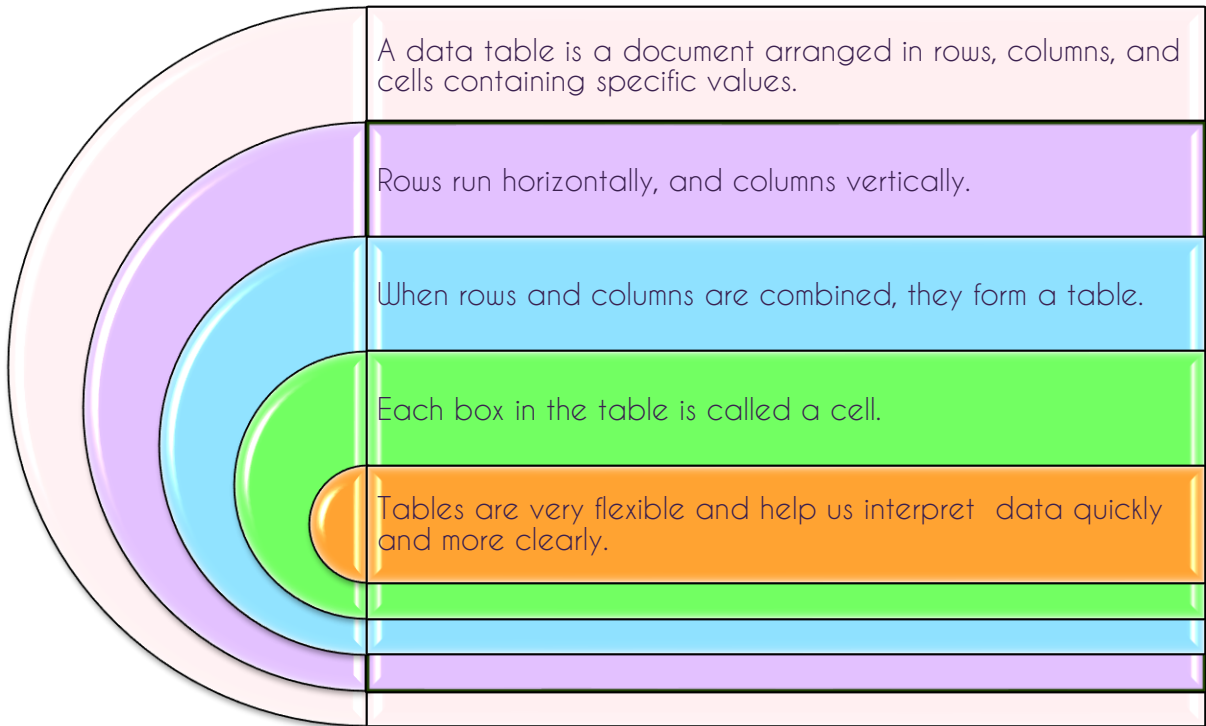 A data table is a document arranged in rows, columns, and
cells containing specific values.
Rows run horizontally, and columns vertically.
When rows and columns are combined, they form a table.
Each box in the table is called a cell.
Tables are very flexible and help us interpret  data quickly
and more clearly.